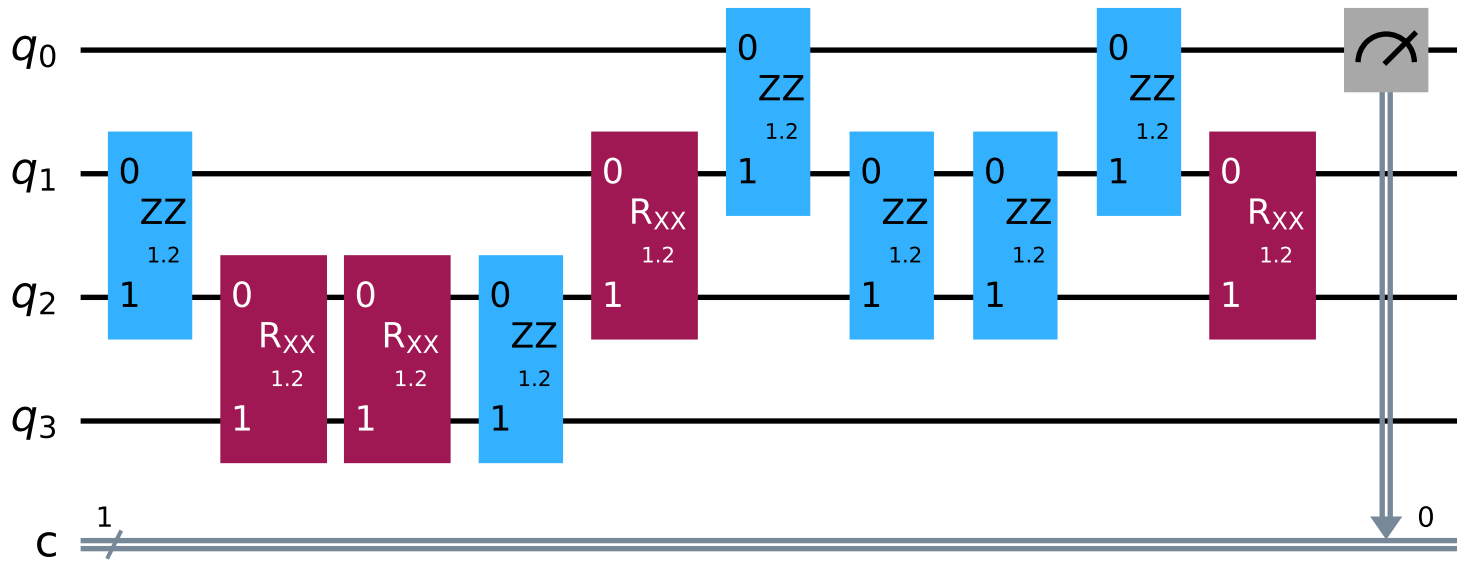 q0 0 0
ZZ ZZ
1.2 1.2
q1 0 0 1 0 0 1 0
ZZ RXX ZZ ZZ RXX
1.2 1.2 1.2 1.2 1.2
q2 1 0 0 0 1 1 1 1
RXX RXX ZZ
1.2 1.2 1.2
q3 1 1 1
1 0
c